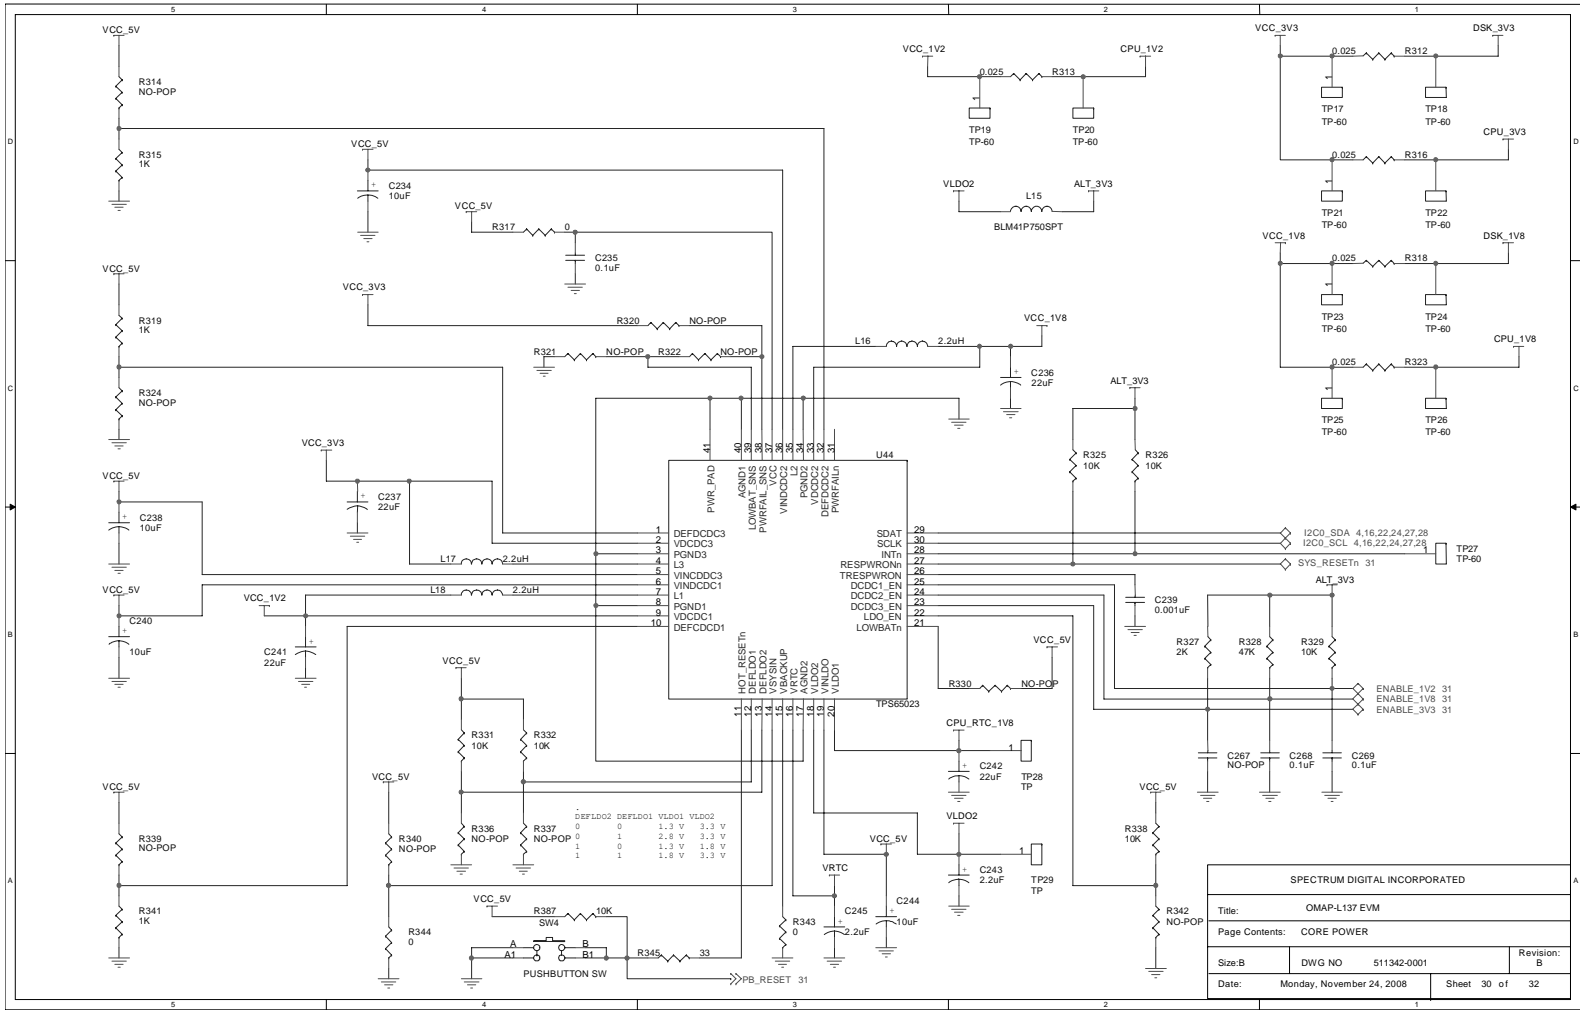 5 4 3 2 1
D
C
B
A
VCC_5V
R314
NO-POP
R315
1K
VCC_5V
C234
10uF
VCC_5V
R317 0
C235
0.1uF
VCC_1V2 CPU_1V2
0.025 R313
1
TP19
TP-60
TP20
TP-60
VLDO2 ALT_3V3
L15
BLM41P750SPT
VCC_3V3 DSK_3V3
0.025 R312
1
TP17
TP-60
TP18
TP-60
CPU_3V3
0.025 R316
1
TP21
TP-60
TP22
TP-60
VCC_1V8 DSK_1V8
0.025 R318
1
TP23
TP-60
TP24
TP-60
CPU_1V8
0.025 R323
1
TP25
TP-60
TP26
TP-60
VCC_5V
R319
1K
R324
NO-POP
VCC_3V3
R320 NO-POP
R321 NO-POP R322 NO-POP
L16 2.2uH
VCC_1V8
C236
22uF
ALT_3V3
R325
10K
R326
10K
VCC_3V3
C237
22uF
VCC_5V
C238
10uF
L17 2.2uH
VCC_5V
C240
10uF
VCC_1V2
L18 2.2uH
C241
22uF
U44
TPS65023
41 PWR_PAD
40 AGND1
39 LOWBAT_SNS
38 PWRFAIL_SNS
37 VCC
36 VINDCDC2
35 L2
34 PGND2
33 VDCDC2
32 DEFDCDC2
31 PWRFAILn
1 DEFDCDC3
2 VDCDC3
3 PGND3
4 L3
5 VINCDDC3
6 VINDCDC1
7 L1
8 PGND1
9 VDCDC1
10 DEFCDCD1
SDAT 29
SCLK 30
INTn 28
RESPWRONn 27
TRESPWRON 26
DCDC1_EN 25
DCDC2_EN 24
DCDC3_EN 23
LDO_EN 22
LOWBATn 21
HOT_RESETn 11
DEFLDO1 12
DEFLDO2 13
VSYSIN 14
VBACKUP 15
VRTC 16
AGND2 17
VLDO2 18
VINLDO 19
VLDO1 20
I2C0_SDA 4,16,22,24,27,28
I2C0_SCL 4,16,22,24,27,28
1
TP27
TP-60
SYS_RESETn 31
C239
0.001uF
ALT_3V3
R327
2K
R328
47K
R329
10K
VCC_5V
R330 NO-POP
ENABLE_1V2 31
ENABLE_1V8 31
ENABLE_3V3 31
C267
NO-POP
C268
0.1uF
C269
0.1uF
VCC_5V
R331
10K
R332
10K
R336
NO-POP
R337
NO-POP
DEFLDO2 DEFLDO1 VLDO1 VLDO2
0 0 1.3 V 3.3 V
0 1 2.8 V 3.3 V
1 0 1.3 V 1.8 V
1 1 1.8 V 3.3 V
CPU_RTC_1V8
C242
22uF
1
TP28
TP
VLDO2
C243
2.2uF
1
TP29
TP
VCC_5V
R339
NO-POP
R341
1K
VCC_5V
R340
NO-POP
R344
0
VCC_5V
R387 10K
SW4
A B
A1 B1
PUSHBUTTON SW
R345 33
PB_RESET 31
R343
0
VRTC
C245
2.2uF
VCC_5V
C244
10uF
VCC_5V
R338
10K
R342
NO-POP
SPECTRUM DIGITAL INCORPORATED
Title: OMAP-L137 EVM
Page Contents: CORE POWER
Size:B DWG NO 511342-0001 Revision: B
Date: Monday, November 24, 2008 Sheet 30 of 32
5 4 3 2 1